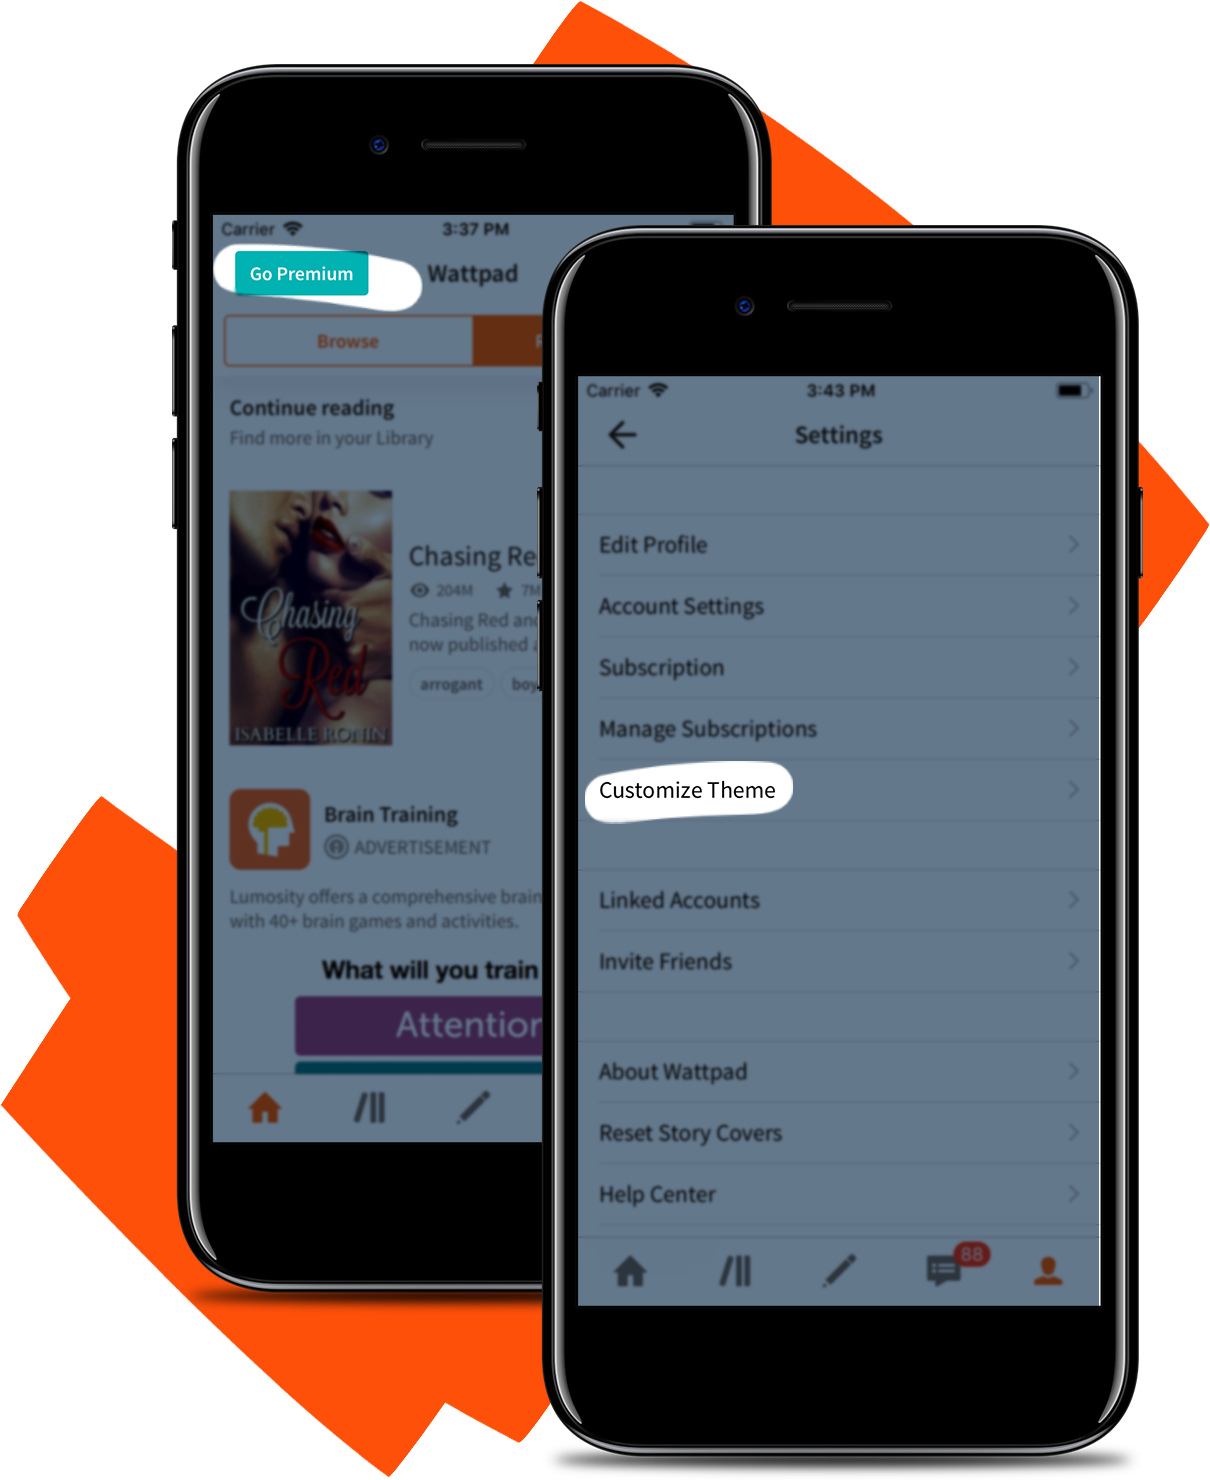 Carrier
3:37 PM
Go Premium
Wattpad
Browse
Continue reading
Find more in your Library
Chasing
Red
ISABELLE RONIN
Chasing Re
204M
7M
Chasing Red and
now published
arrogant
boy
Brain Training
ADVERTISEMENT
Lumosity offers a comprehensive brain
with 40+ brain games and activities.
What will you train
Attention
Carrier
3:43 PM
Settings
Edit Profile
Account Settings
Subscription
Manage Subscriptions
Customize Theme
Linked Accounts
Invite Friends
About Wattpad
Reset Story Covers
Help Center
88